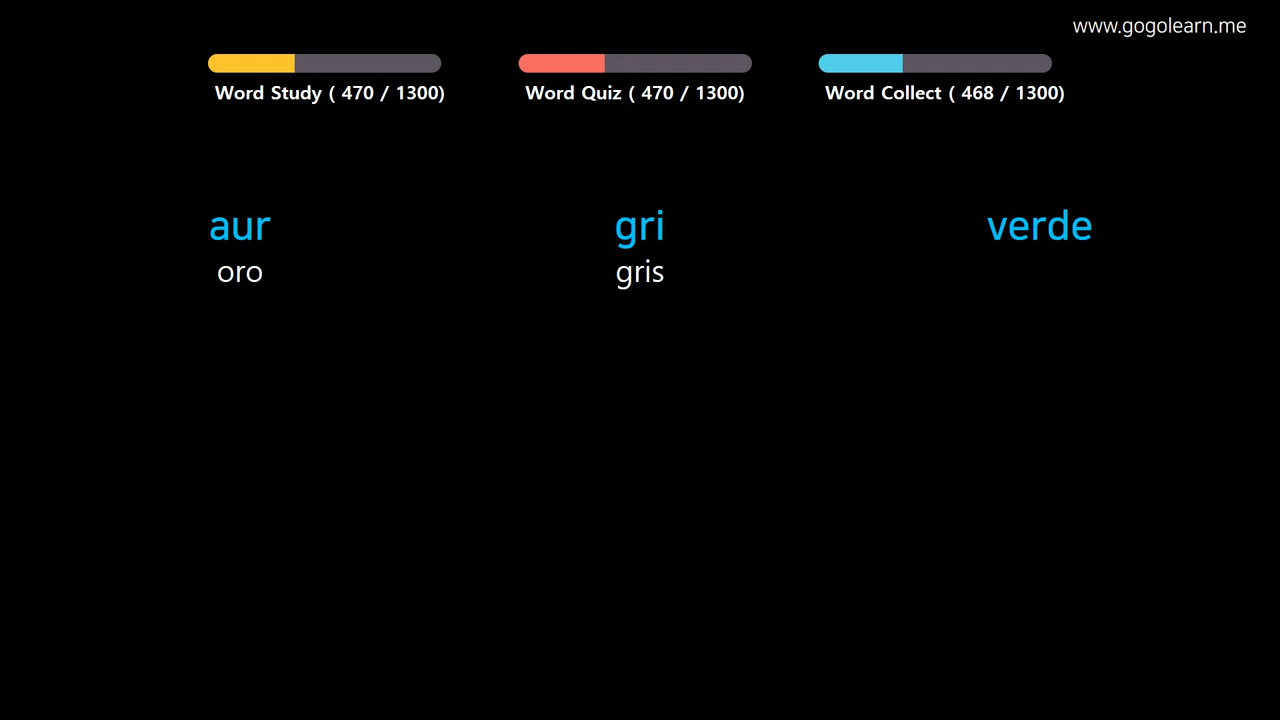 www.gogolearn.me
Word Study ( 470 / 1300)
Word Quiz ( 470 / 1300)
Word Collect ( 468 / 1300)
aur
gri
verde
oro
gris